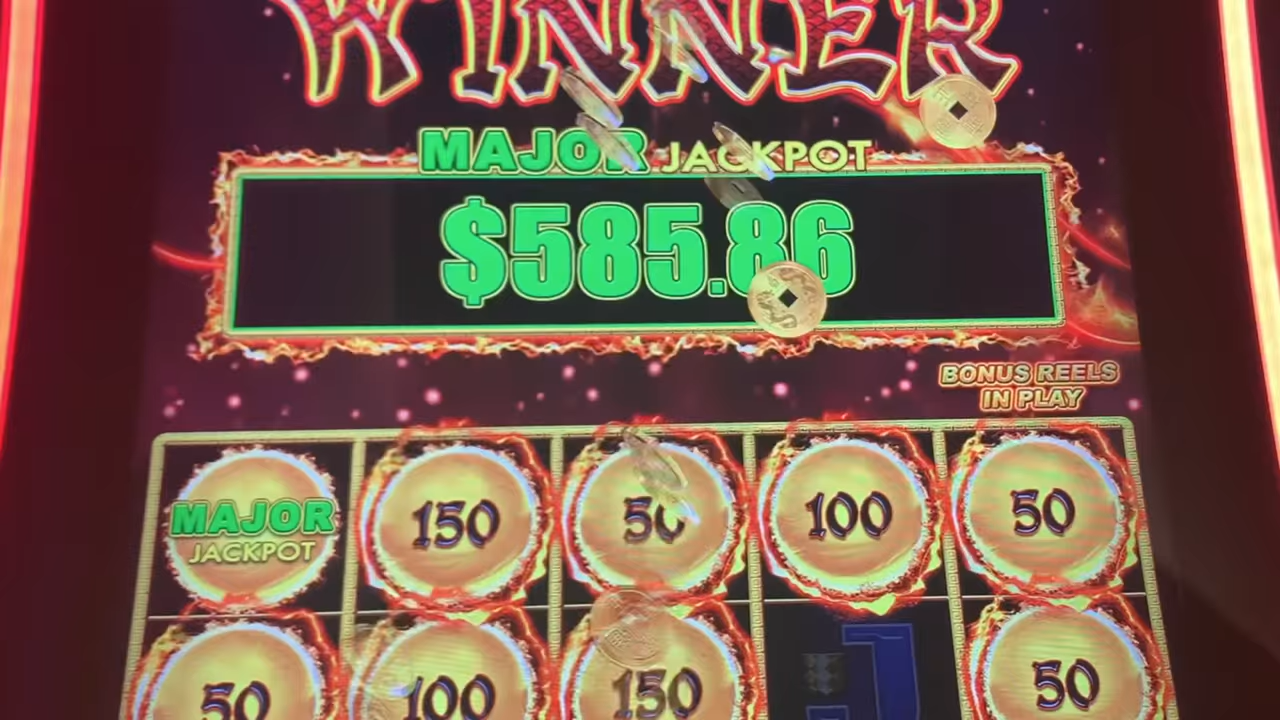 WINNER
MAJOR JACKPOT
$585.86
BONUS REELS
IN PLAY
MAJOR
JACKPOT
150
50
100
50
50
100
150
J
50